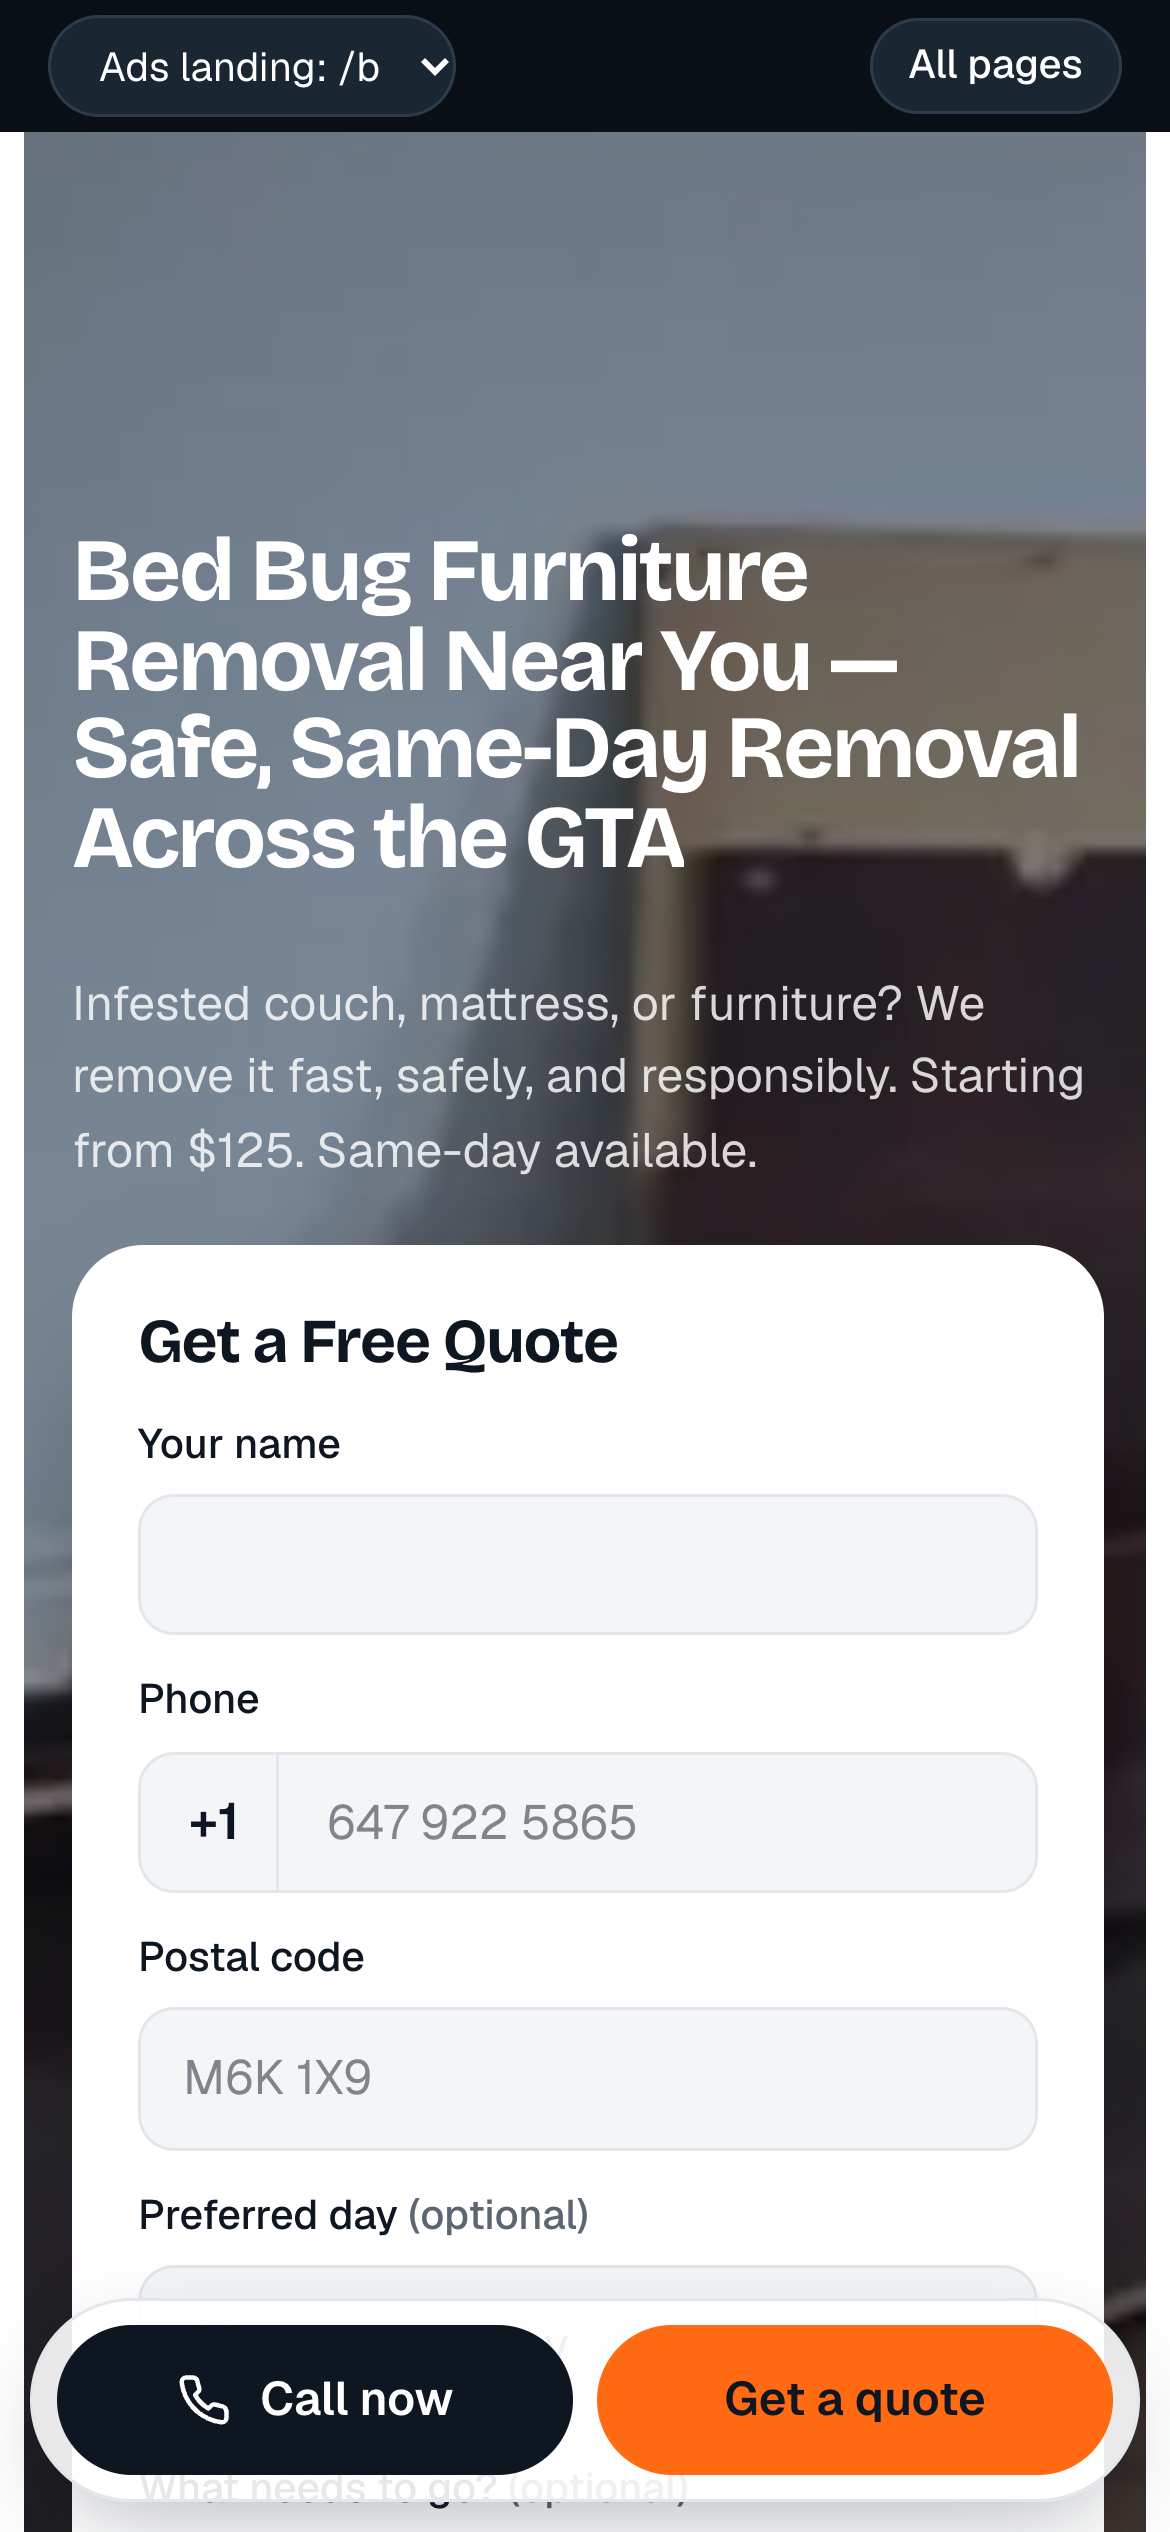 Ads landing: /b
All pages
Bed Bug Furniture
Removal Near You —
Safe, Same-Day Removal
Across the GTA
Infested couch, mattress, or furniture? We
remove it fast, safely, and responsibly. Starting
from $125. Same-day available.
Get a Free Quote
Your name
Phone
+1 647 922 5865
Postal code
M6K 1X9
Preferred day (optional)
Call now
Get a quote
What needs to go? (optional)